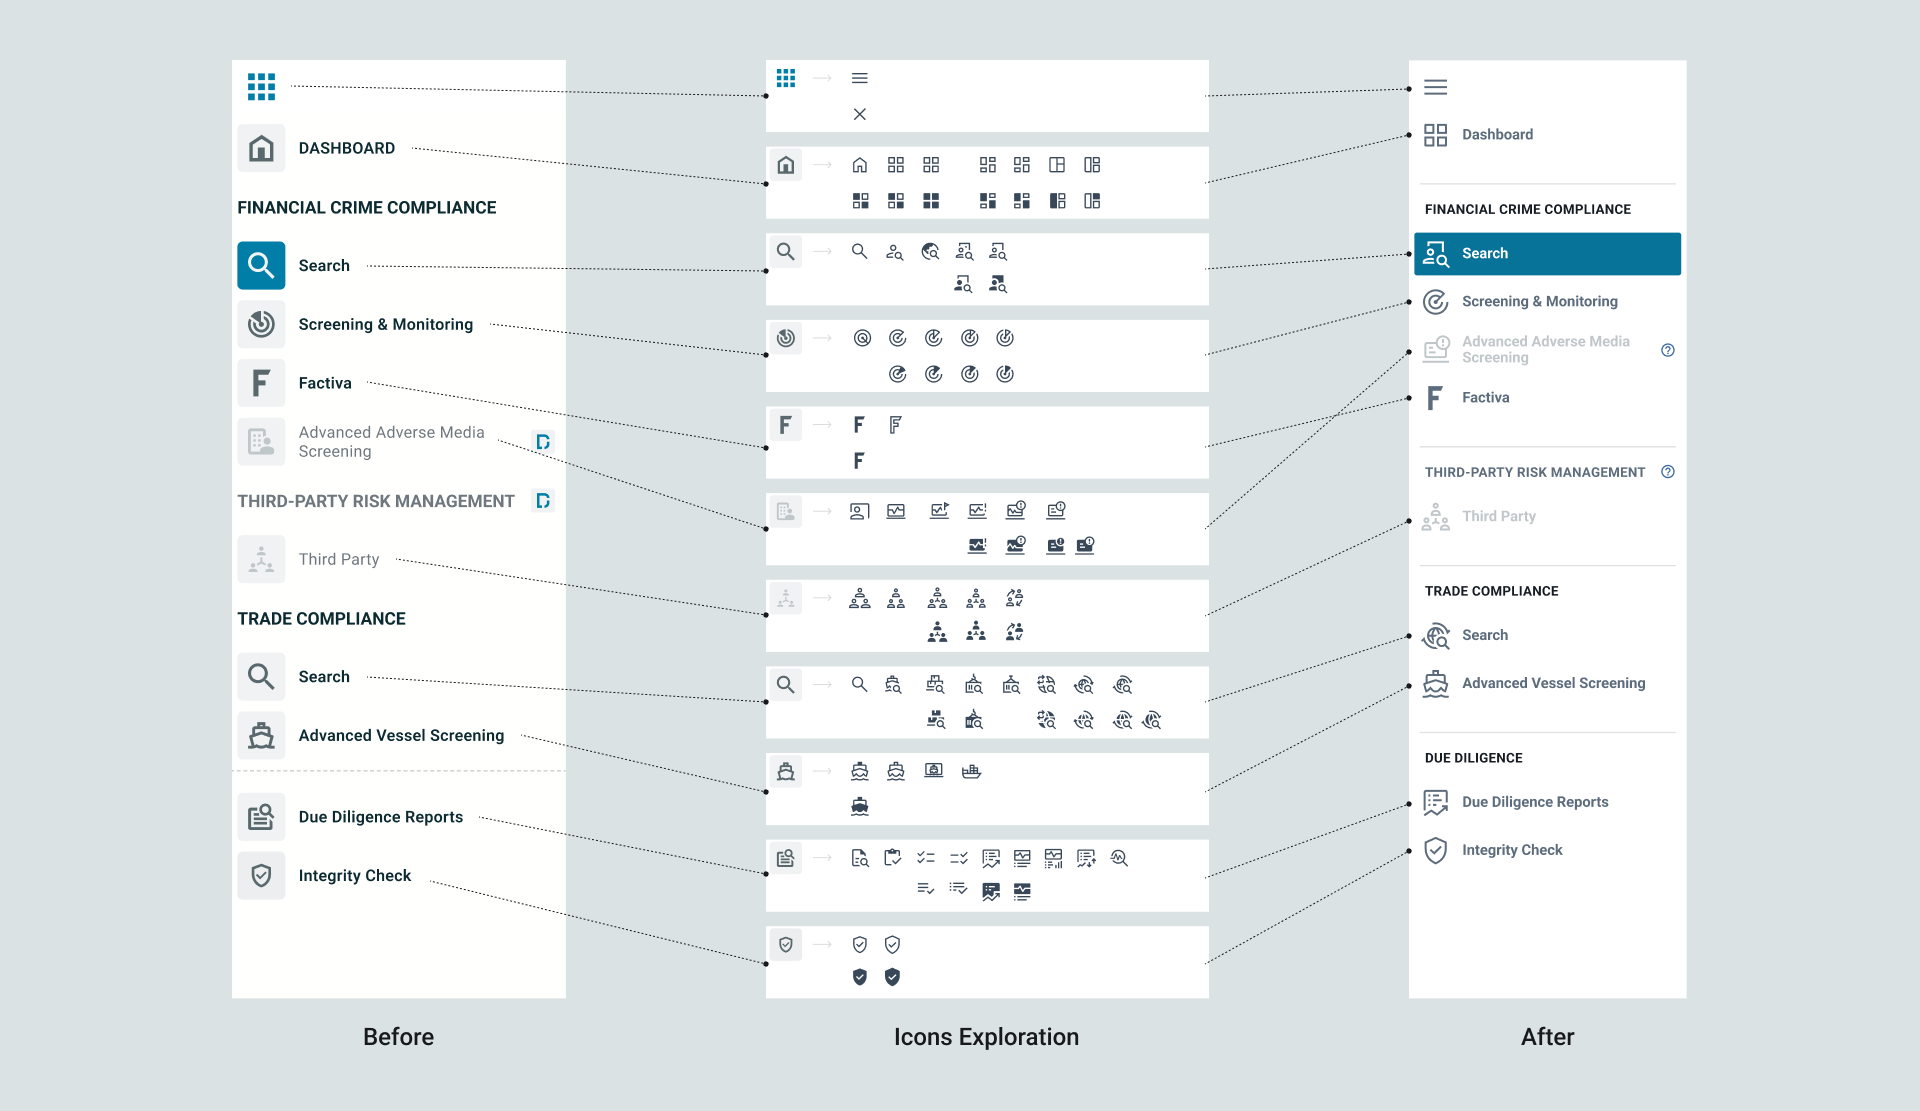 DASHBOARD
FINANCIAL CRIME COMPLIANCE
Search
Screening & Monitoring
Factiva
Advanced Adverse Media
Screening
THIRD-PARTY RISK MANAGEMENT
Third Party
TRADE COMPLIANCE
Search
Advanced Vessel Screening
Due Diligence Reports
Integrity Check
Before
Icons Exploration
Dashboard
FINANCIAL CRIME COMPLIANCE
Search
Screening & Monitoring
Advanced Adverse Media
Screening
Factiva
THIRD-PARTY RISK MANAGEMENT
Third Party
TRADE COMPLIANCE
Search
Advanced Vessel Screening
DUE DILIGENCE
Due Diligence Reports
Integrity Check
After